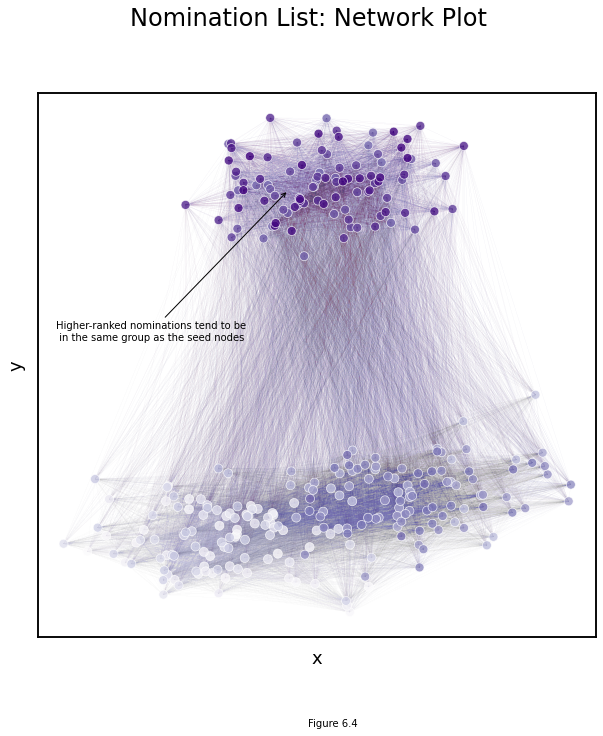 Nomination List: Network Plot
y
Higher-ranked nominations tend to be
in the same group as the seed nodes
x
Figure 6.4